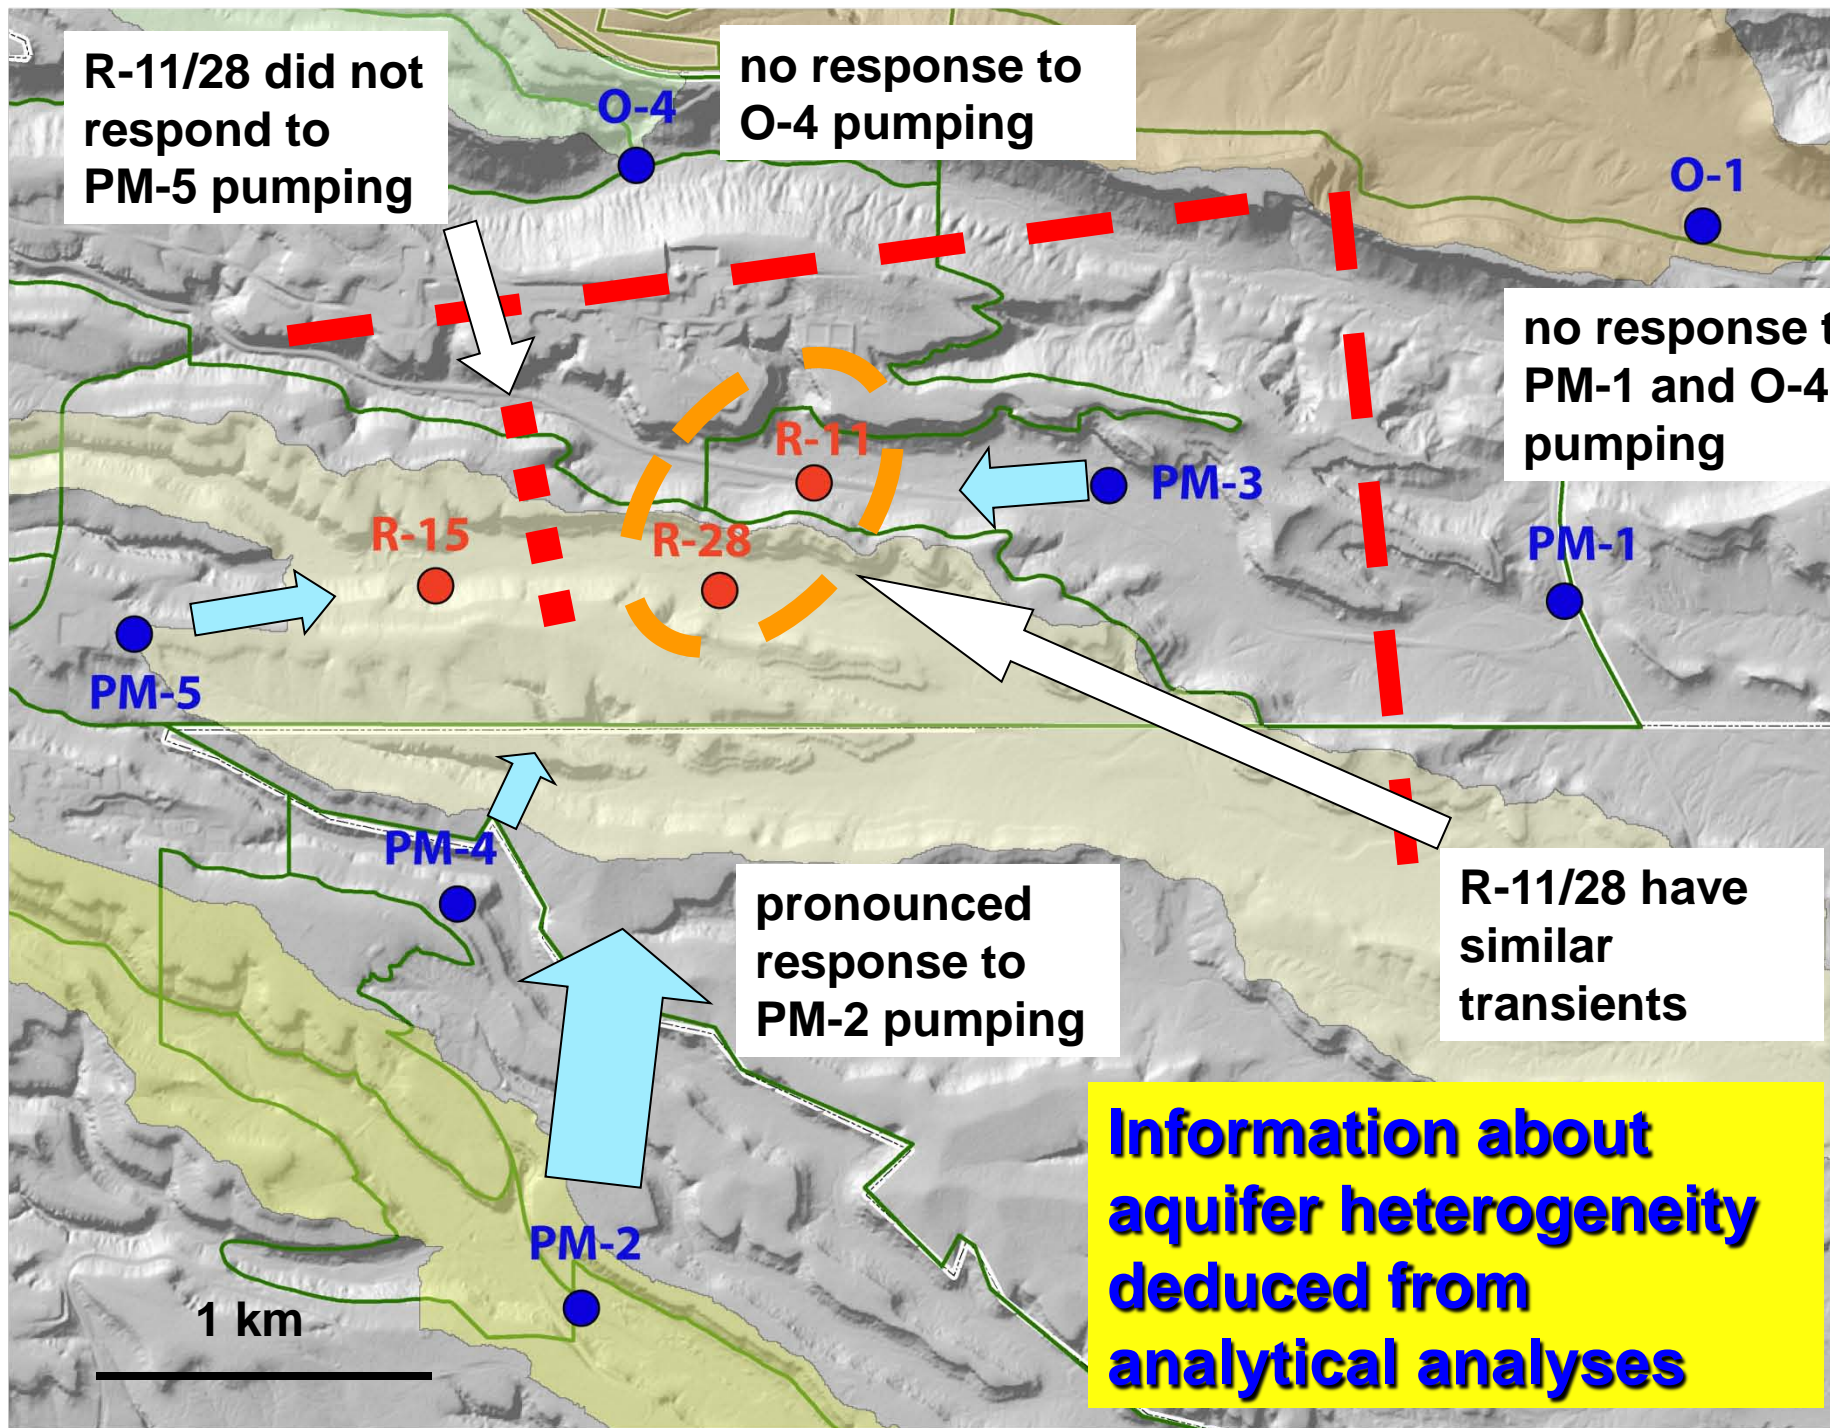 R-11/28 did not
respond to
PM-5 pumping
no response to
O-4 pumping
O-4
O-1
no response t
PM-1 and O-4
pumping
R-11
PM-3
R-15
R-28
PM-1
PM-5
PM-4
pronounced
response to
PM-2 pumping
R-11/28 have
similar
transients
PM-2
1 km
Information about
aquifer heterogeneity
deduced from
analytical analyses